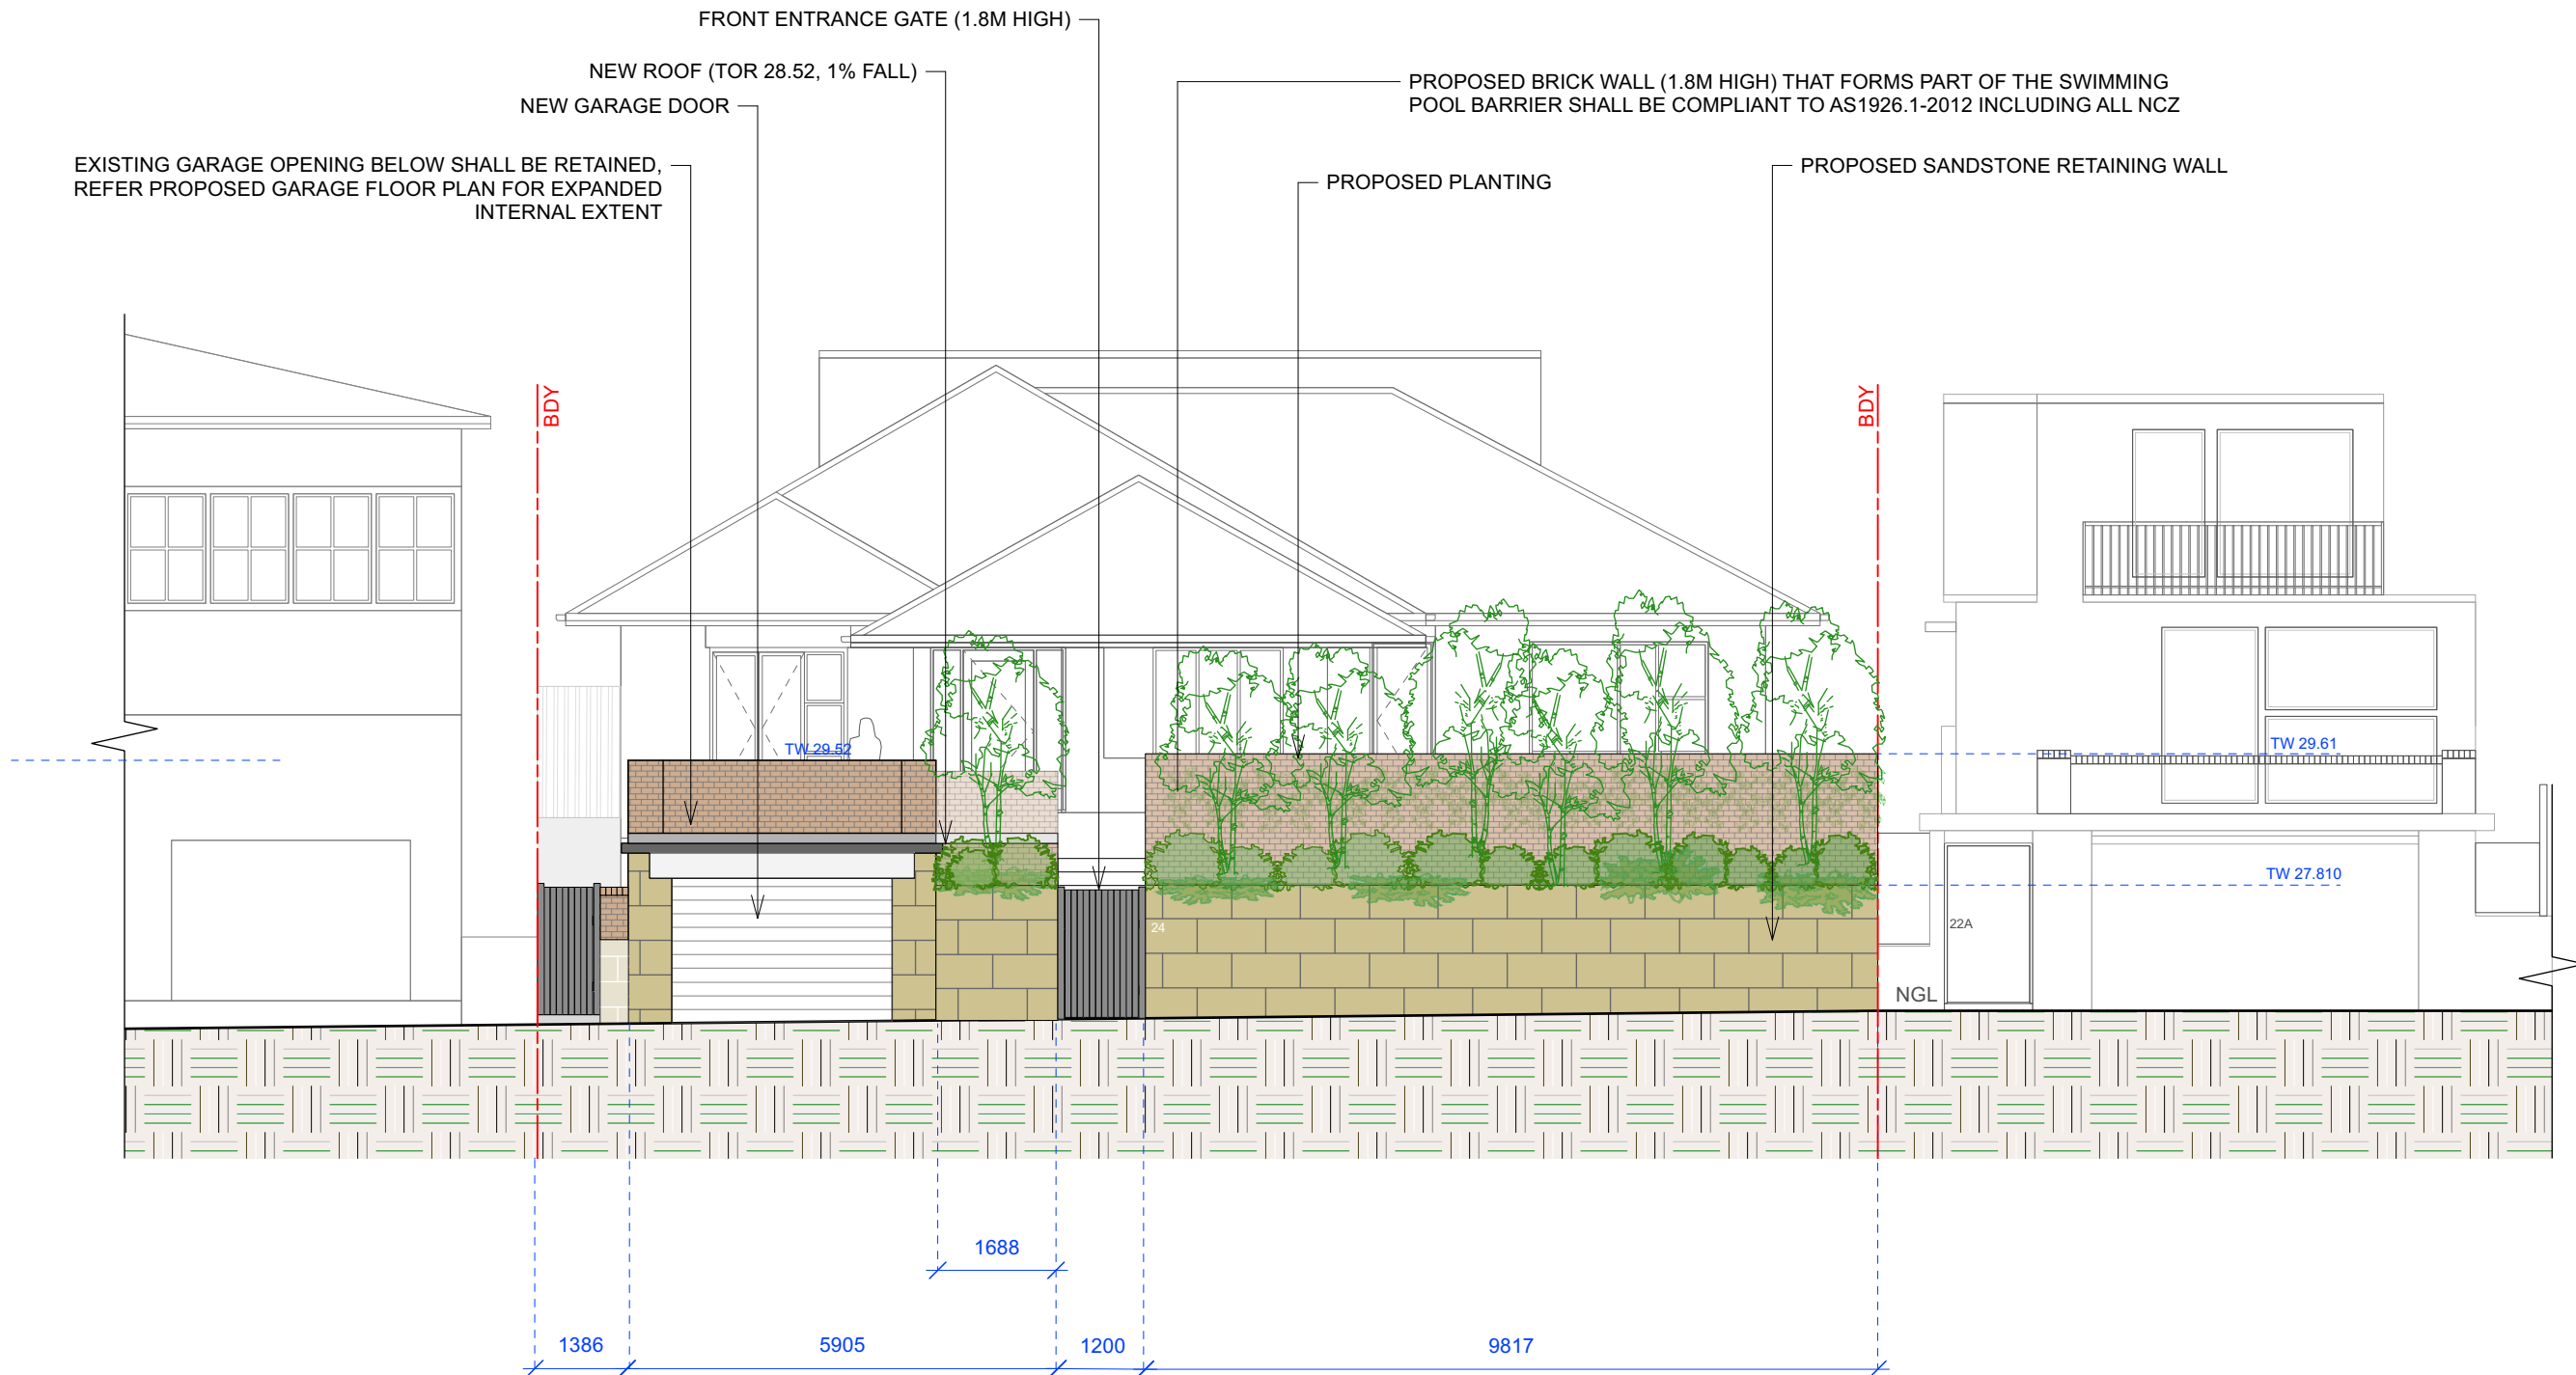 FRONT ENTRANCE GATE (1.8M HIGH)
NEW ROOF (TOR 28.52, 1% FALL)
NEW GARAGE DOOR
PROPOSED BRICK WALL (1.8M HIGH) THAT FORMS PART OF THE SWIMMING
POOL BARRIER SHALL BE COMPLIANT TO AS1926.1-2012 INCLUDING ALL NCZ
EXISTING GARAGE OPENING BELOW SHALL BE RETAINED,
REFER PROPOSED GARAGE FLOOR PLAN FOR EXPANDED
INTERNAL EXTENT
PROPOSED PLANTING
PROPOSED SANDSTONE RETAINING WALL
BDY
BDY
TW 29.52
TW 29.61
TW 27.810
24
22A
NGL
1688
1386
5905
1200
9817